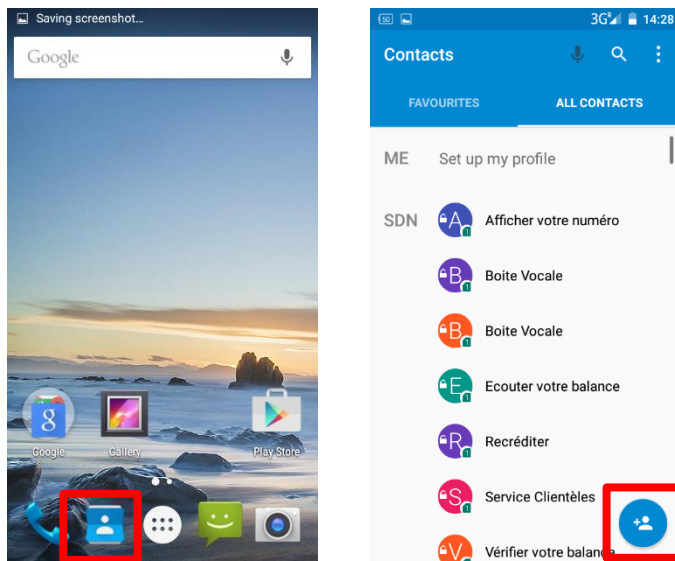 Saving screenshot...
Google
Google
Gallery
Play Store
50
3G 14:28
Contacts
FAVOURITES
ALL CONTACTS
ME Set up my profile
SDN A Afficher votre numéro
B Boite Vocale
B Boite Vocale
E Ecouter votre balance
R Recréditer
S Service Clientèles
V Vérifier votre balance